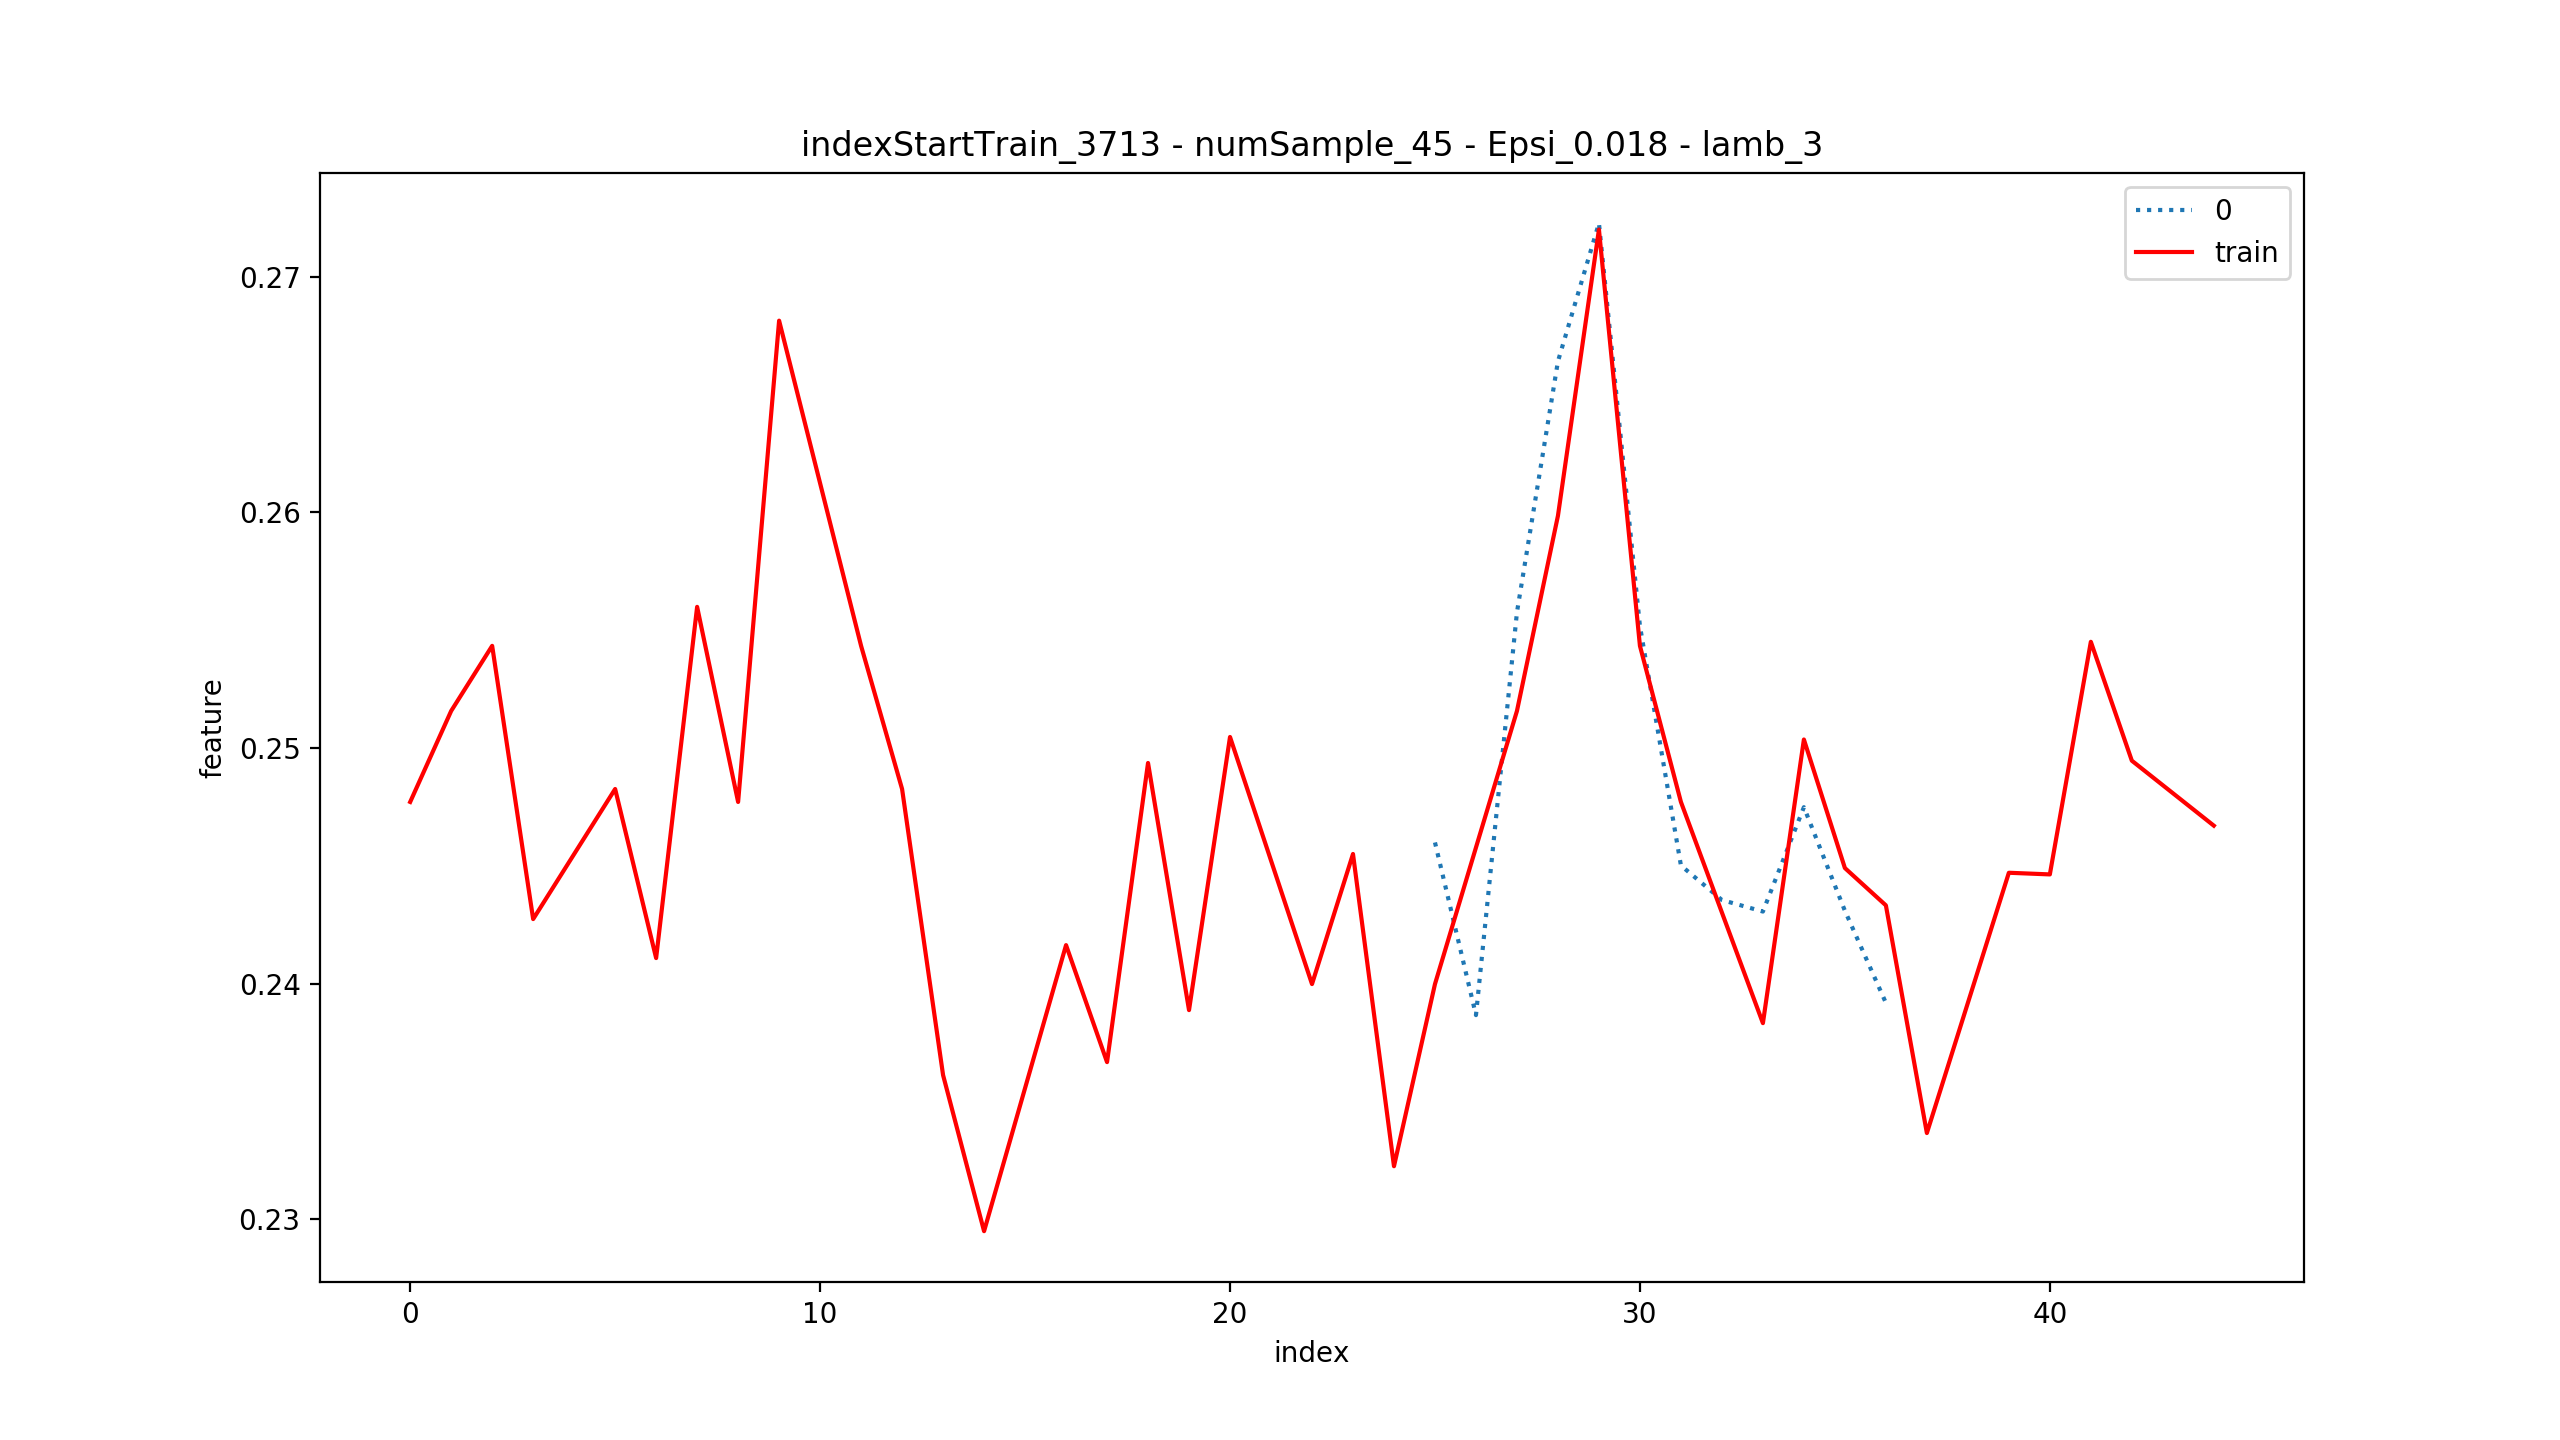 indexStartTrain_3713 - numSample_45 - Epsi_0.018 - lamb_3
0
train
0.27
0.26
0.25
0.24
0.23
feature
0 10 20 30 40
index